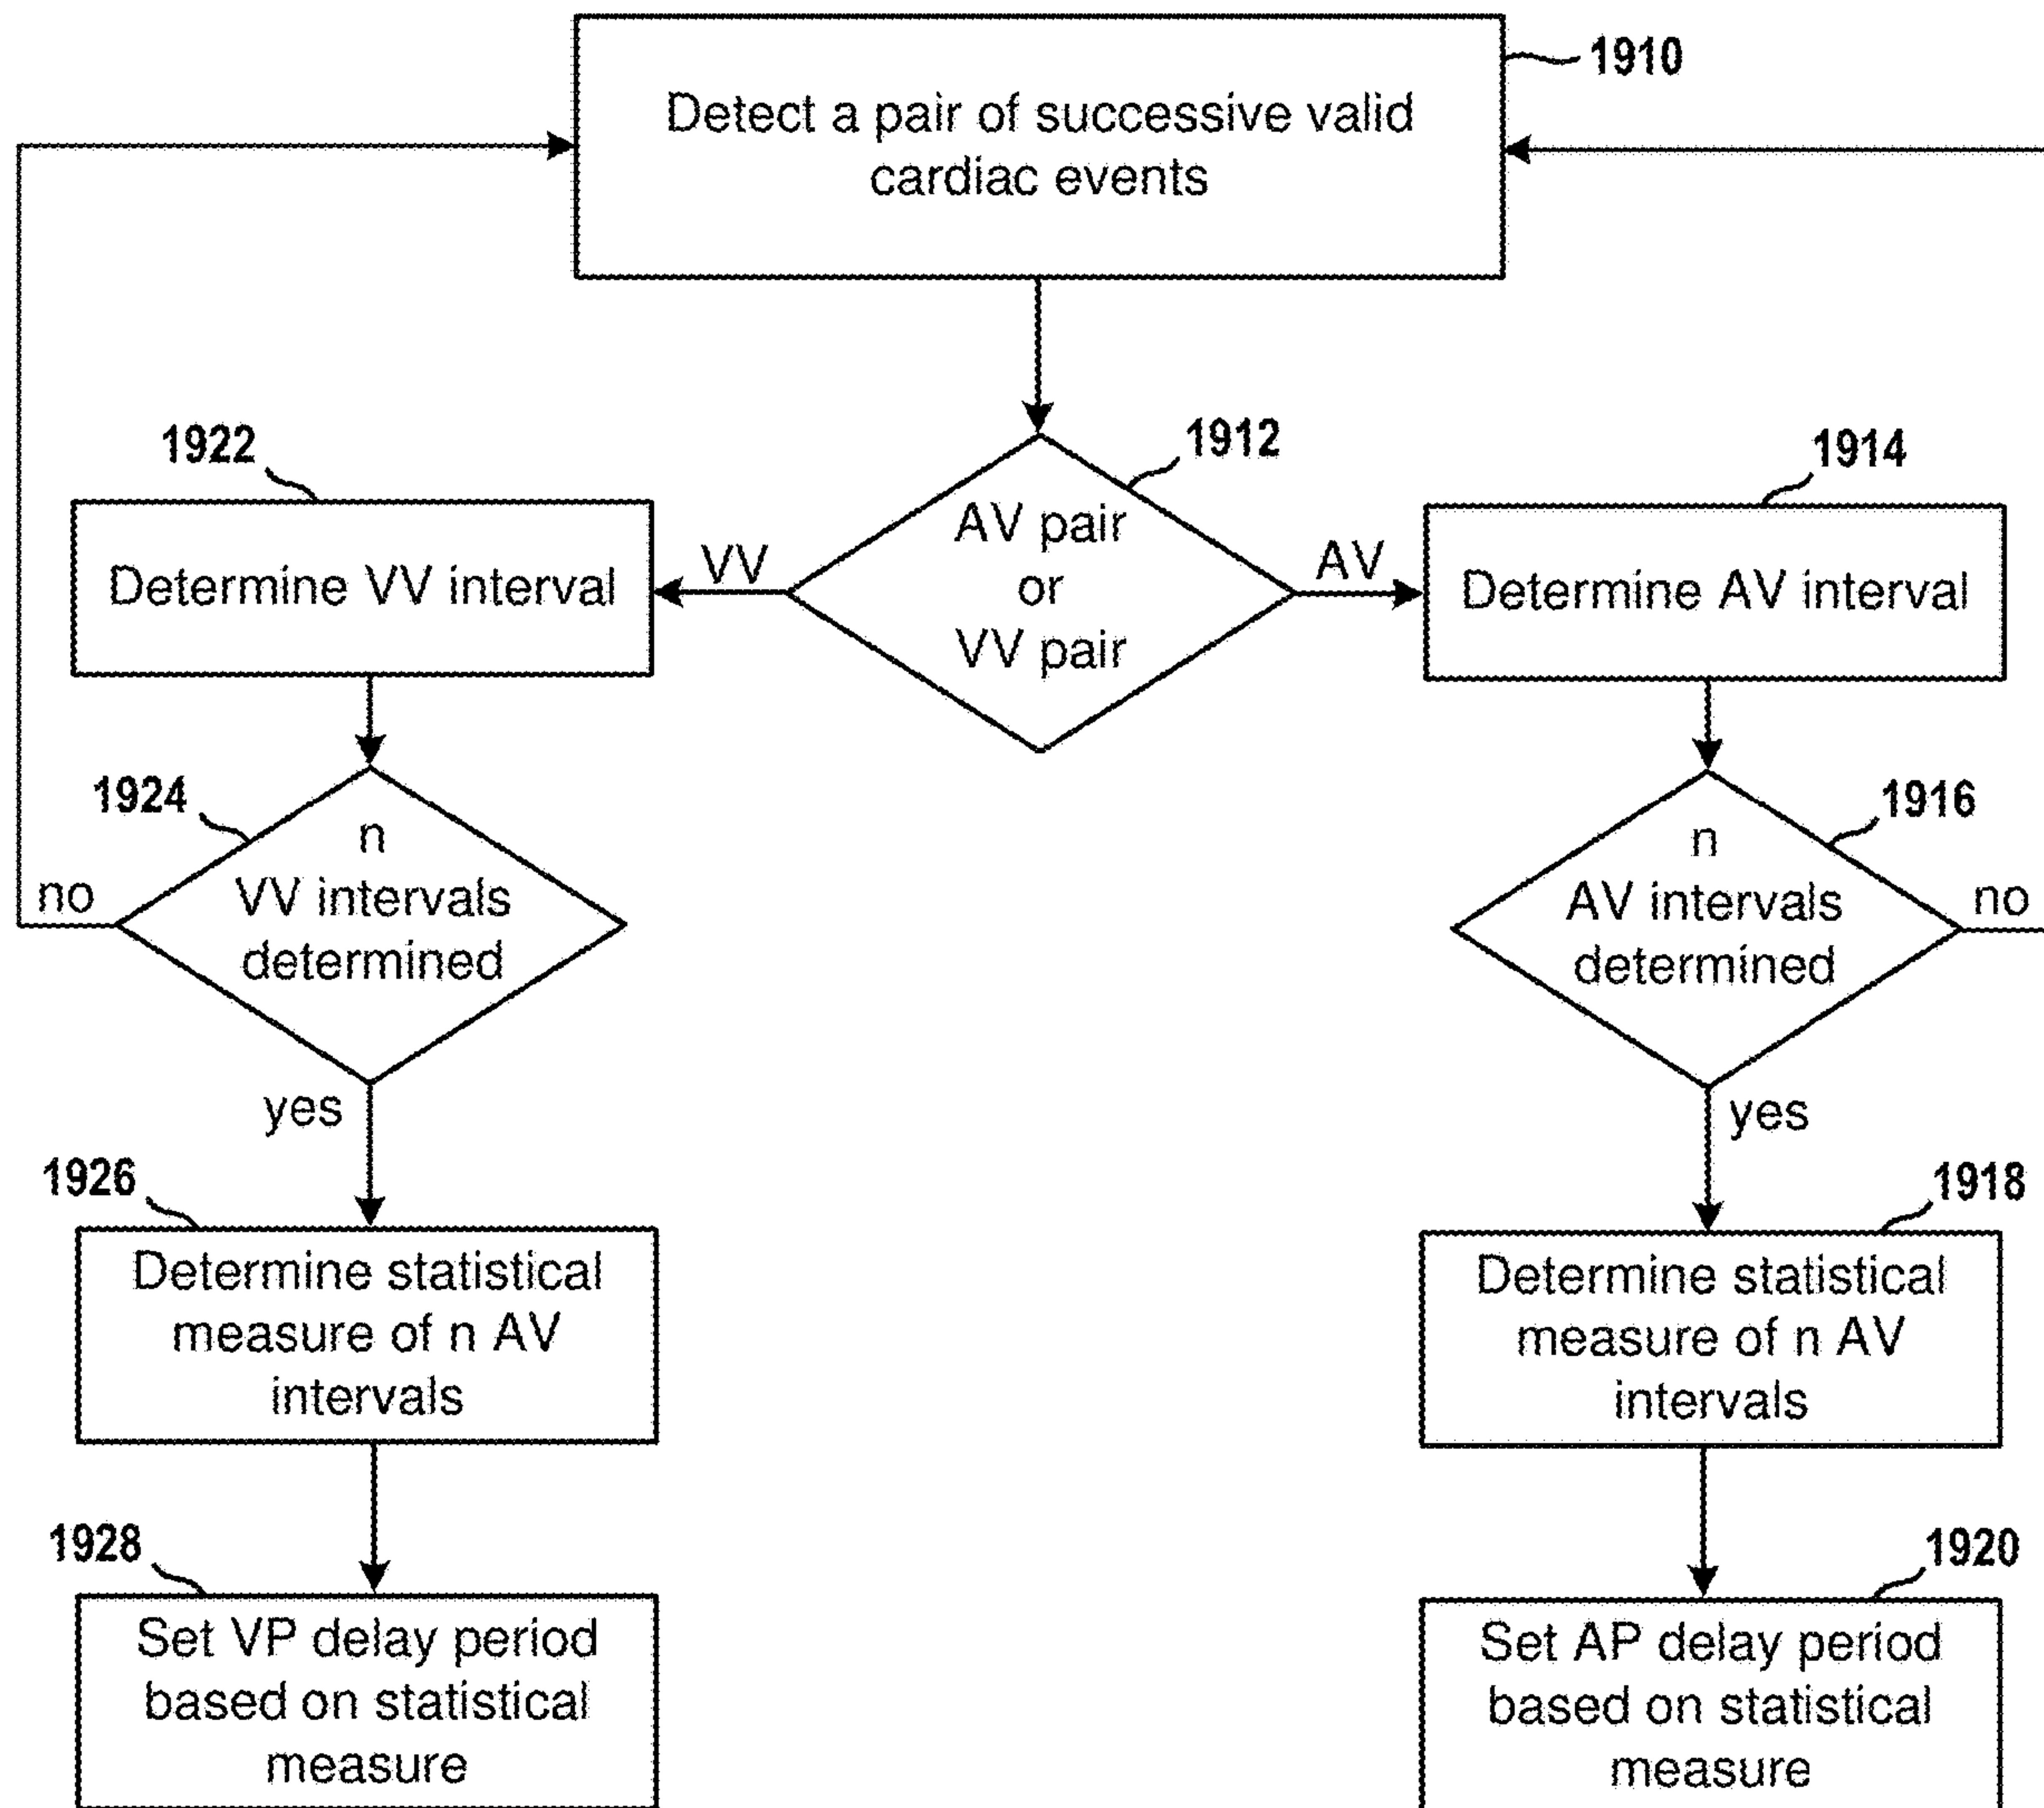 1910
Detect a pair of successive valid
cardiac events
1922
1912
1914
Determine VV interval
VV
AV pair
or
VV pair
AV
Determine AV interval
1924
n
VV intervals
determined
no
yes
1916
n
AV intervals
determined
no
yes
1926
Determine statistical
measure of n AV
intervals
1918
Determine statistical
measure of n AV
intervals
1928
Set VP delay period
based on statistical
measure
1920
Set AP delay period
based on statistical
measure